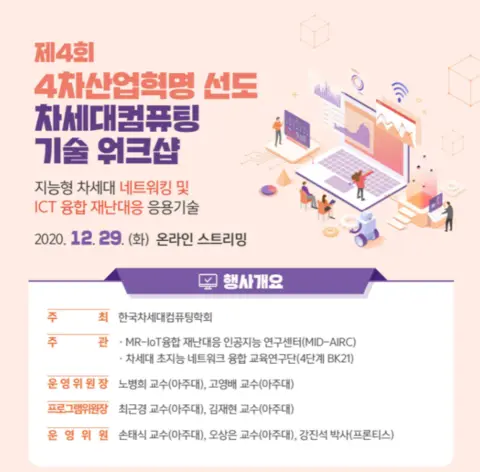 제4회
4차산업혁명 선도
차세대컴퓨팅
기술 워크샵
지능형 차세대 네트워킹 및
ICT 융합 재난대응 응용기술
2020. 12. 29. (화) 온라인 스트리밍
행사개요
주 최 한국차세대컴퓨팅학회
주 관 · MR-IoT융합 재난대응 인공지능 연구센터(MID-AIRC)
· 차세대 초지능 네트워크 융합 교육연구단(4단계 BK21)
운영위원장 노병희 교수(아주대), 고영배 교수(아주대)
프로그램위원장 최근경 교수(아주대), 김재현 교수(아주대)
운 영 위 원 손태식 교수(아주대), 오상은 교수(아주대), 강진석 박사(프론티스)